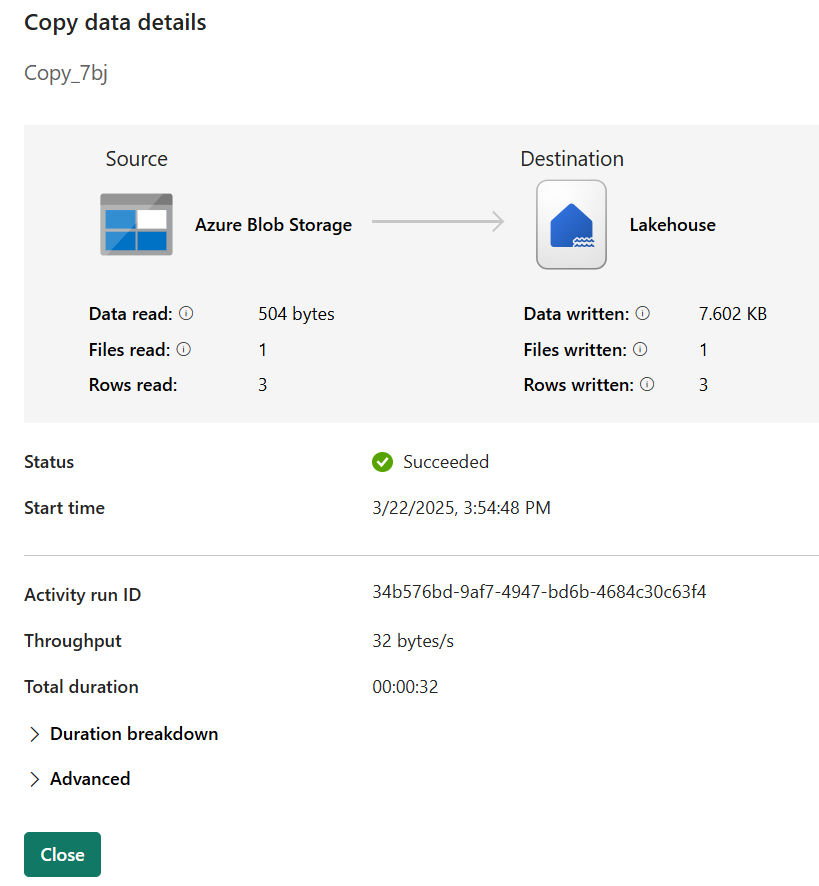 Copy data details
Copy_7bj
Source
Destination
Azure Blob Storage
Lakehouse
Data read: 504 bytes
Data written: 7.602 KB
Files read: 1
Files written: 1
Rows read: 3
Rows written: 3
Status Succeeded
Start time 3/22/2025, 3:54:48 PM
Activity run ID 34b576bd-9af7-4947-bd6b-4684c30c63f4
Throughput 32 bytes/s
Total duration 00:00:32
Duration breakdown
Advanced
Close